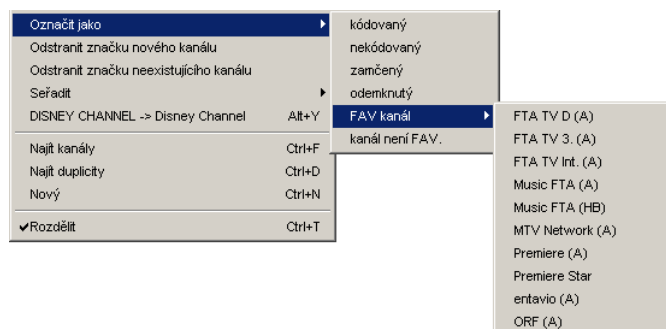 Označit jako
Odstranit značku nového kanálu
Odstranit značku neexistujícího kanálu
Seřadit
DISNEY CHANNEL -> Disney Channel Alt+Y
Najít kanály Ctrl+F
Najít duplicity Ctrl+D
Nový Ctrl+N
Rozdělit Ctrl+T
kódovaný
nekódovaný
zamčený
odemknutý
FAV kanál
kanál není FAV.
FTA TV D (A)
FTA TV 3. (A)
FTA TV Int. (A)
Music FTA (A)
Music FTA (HB)
MTV Network (A)
Premiere (A)
Premiere Star
entavio (A)
ORF (A)